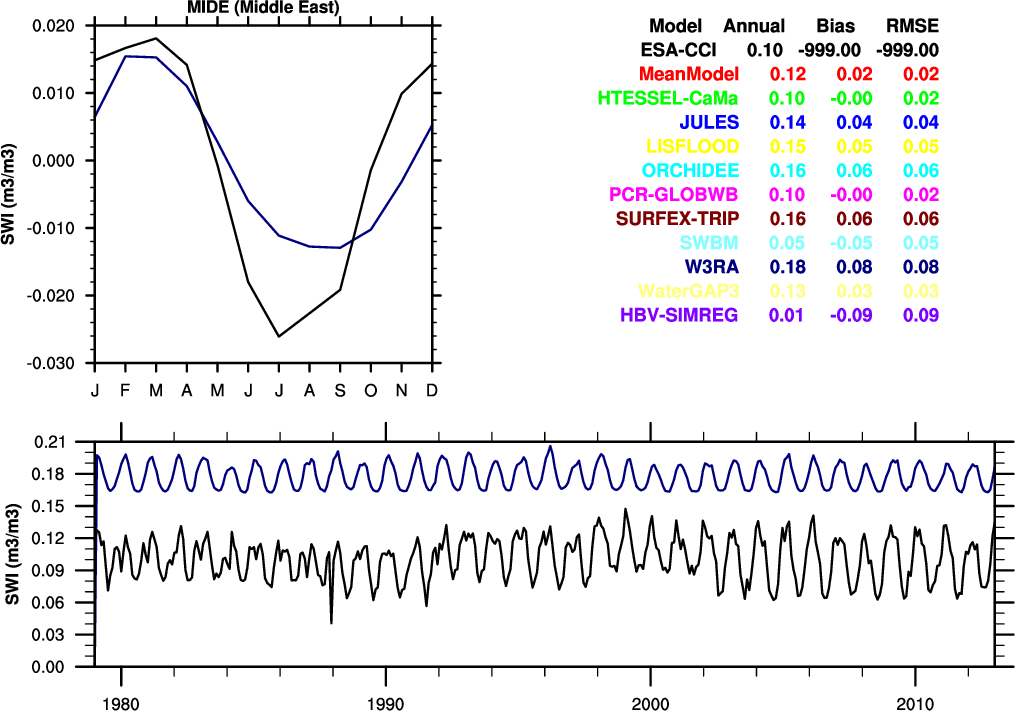 MIDE (Middle East)
0.020
0.010
0.000
-0.010
-0.020
-0.030
SWI (m3/m3)
J F M A M J J A S O N D
Model Annual Bias RMSE
ESA-CCI 0.10 -999.00 -999.00
MeanModel 0.12 0.02 0.02
HTESSEL-CaMa 0.10 -0.00 0.02
JULES 0.14 0.04 0.04
LISFLOOD 0.15 0.05 0.05
ORCHIDEE 0.16 0.06 0.06
PCR-GLOBWB 0.10 -0.00 0.02
SURFEX-TRIP 0.16 0.06 0.06
SWBM 0.05 -0.05 0.05
W3RA 0.18 0.08 0.08
WaterGAP3 0.13 0.03 0.03
HBV-SIMREG 0.01 -0.09 0.09
0.21
0.18
0.15
0.12
0.09
0.06
0.03
0.00
SWI (m3/m3)
1980 1990 2000 2010